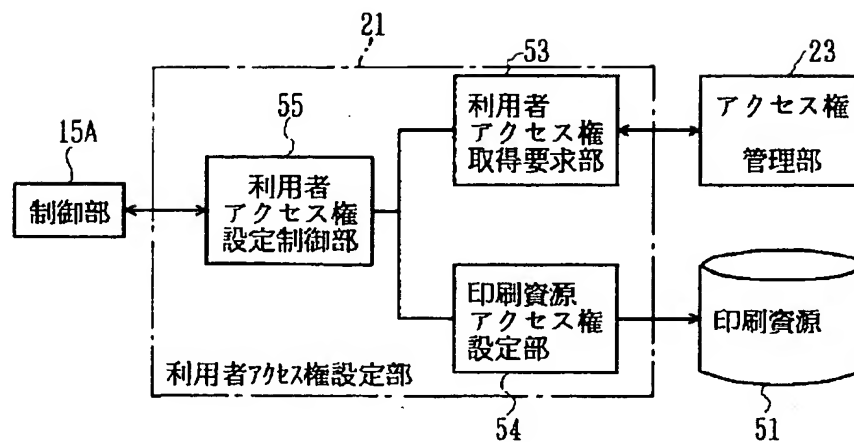 21
53
23
利用者
アクセス権
取得要求部
アクセス権
管理部
55
15A
制御部
利用者
アクセス権
設定制御部
印刷資源
アクセス権
設定部
印刷資源
利用者アクセス権設定部
54
51